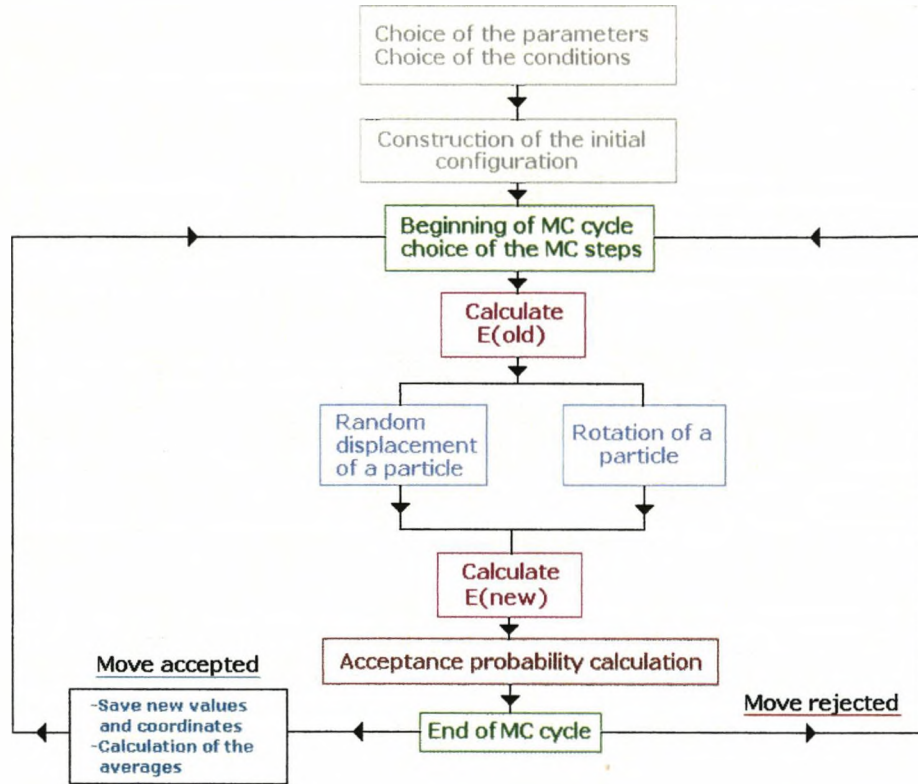 Choice of the parameters
Choice of the conditions
Construction of the initial
configuration
Beginning of MC cycle
choice of the MC steps
Calculate
E(old)
Random
displacement
of a particle
Rotation of a
particle
Calculate
E(new)
Acceptance probability calculation
Move accepted
-Save new values
and coordinates
-Calculation of the
averages
End of MC cycle
Move rejected